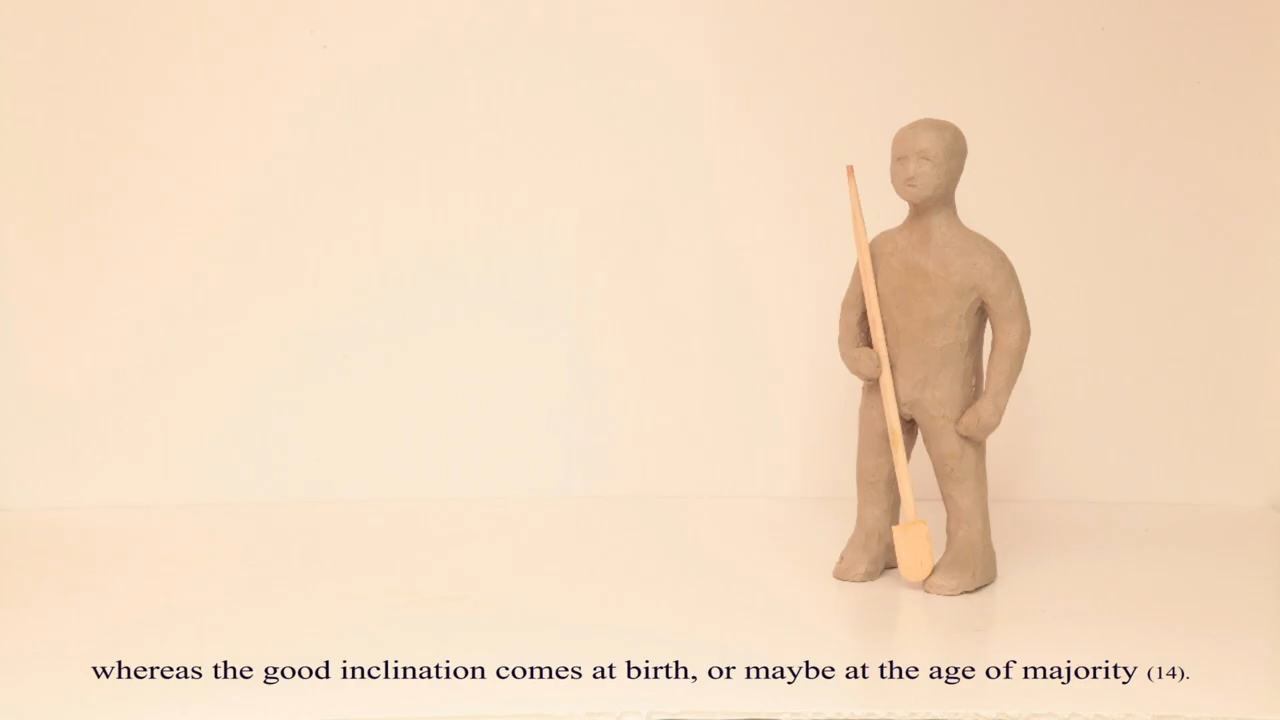 whereas the good inclination comes at birth, or maybe at the age of majority (14).